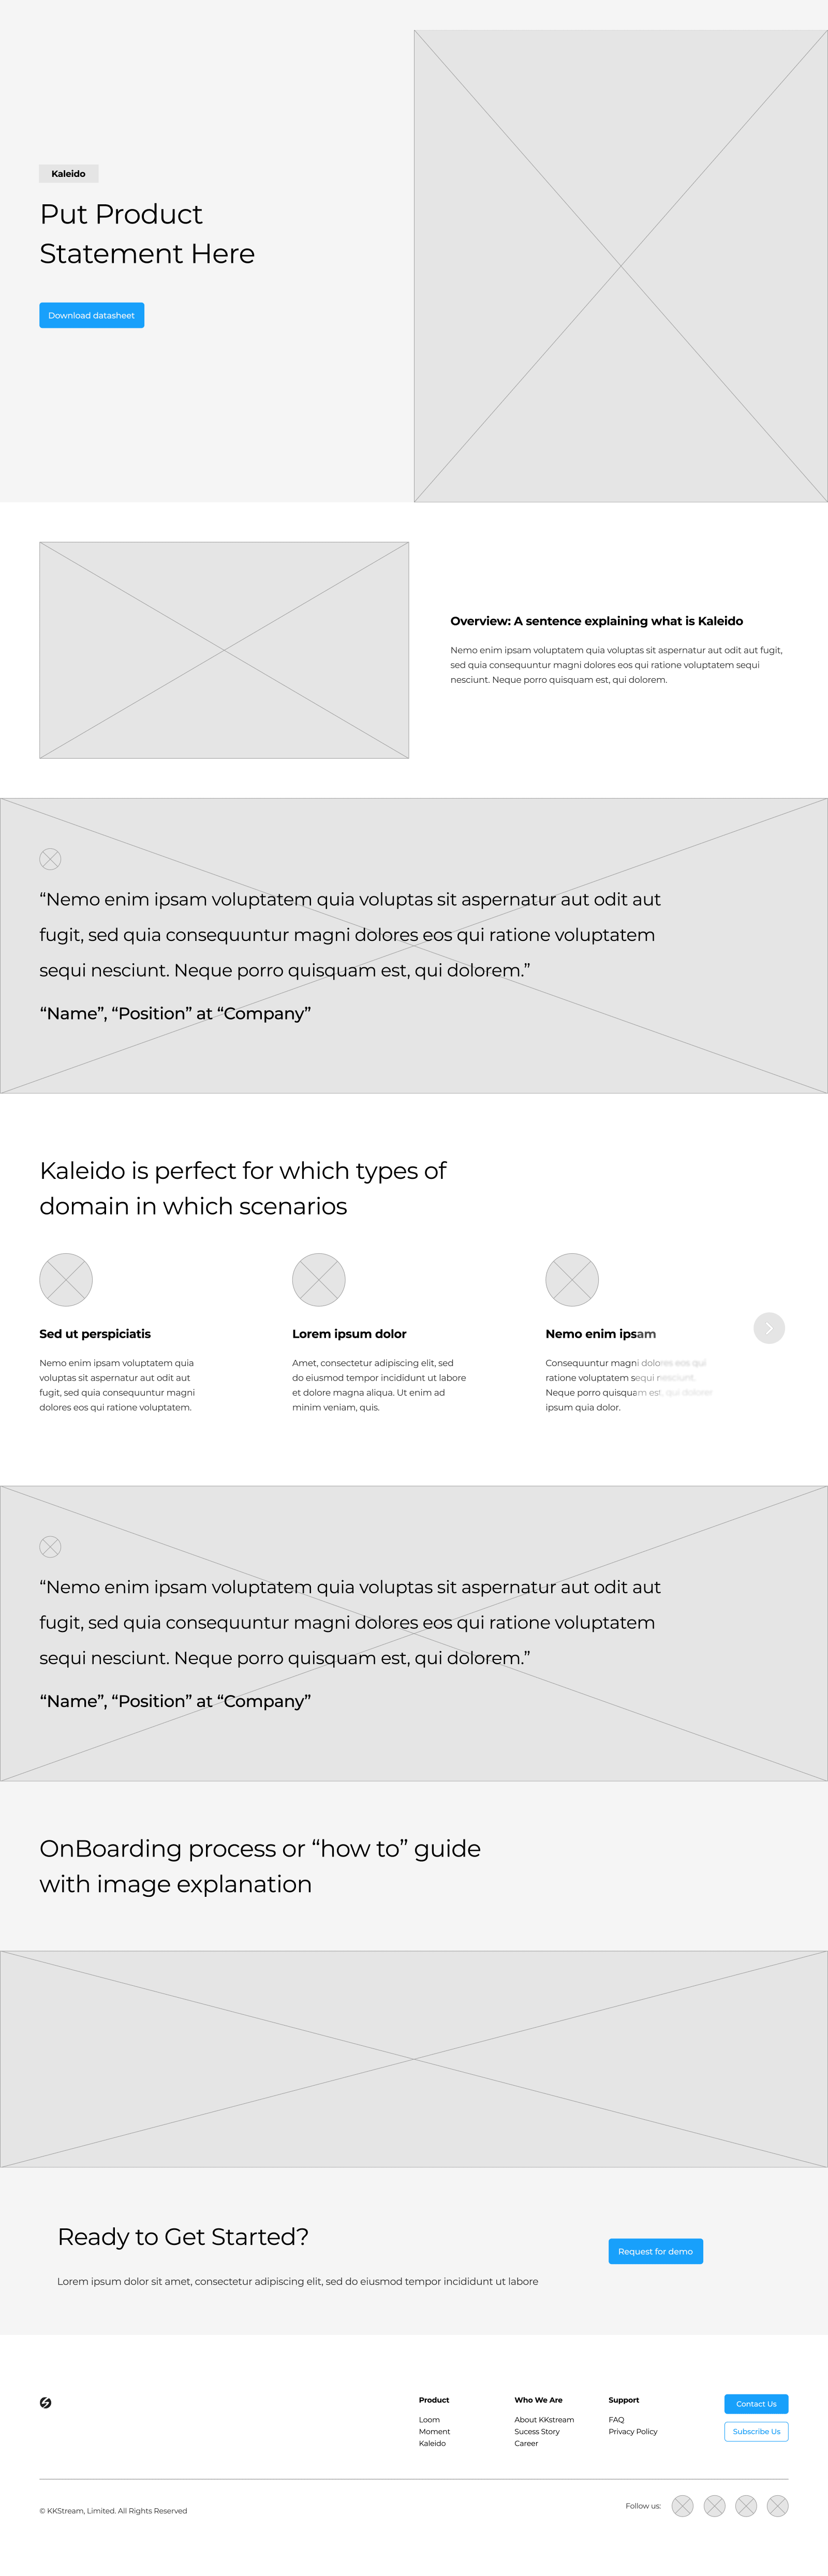 Kaleido
Put Product
Statement Here
Download datasheet
Overview: A sentence explaining what is Kaleido
Nemo enim ipsam voluptatem quia voluptas sit aspernatur aut odit aut fugit,
sed quia consequuntur magni dolores eos qui ratione voluptatem sequi
nesciunt. Neque porro quisquam est, qui dolorem.
“Nemo enim ipsam voluptatem quia voluptas sit aspernatur aut odit aut
fugit, sed quia consequuntur magni dolores eos qui ratione voluptatem
sequi nesciunt. Neque porro quisquam est, qui dolorem.”
“Name”, “Position” at “Company”
Kaleido is perfect for which types of
domain in which scenarios
Sed ut perspiciatis
Nemo enim ipsam voluptatem quia
voluptas sit aspernatur aut odit aut
fugit, sed quia consequuntur magni
dolores eos qui ratione voluptatem.
Lorem ipsum dolor
Amet, consectetur adipiscing elit, sed
do eiusmod tempor incididunt ut labore
et dolore magna aliqua. Ut enim ad
minim veniam, quis.
Nemo enim ipsam
Consequuntur magni dolores eos qui
ratione voluptatem sequi nesciunt.
Neque porro quisquam est, qui dolorem
ipsum quia dolor.
“Nemo enim ipsam voluptatem quia voluptas sit aspernatur aut odit aut
fugit, sed quia consequuntur magni dolores eos qui ratione voluptatem
sequi nesciunt. Neque porro quisquam est, qui dolorem.”
“Name”, “Position” at “Company”
OnBoarding process or “how to” guide
with image explanation
Ready to Get Started?
Lorem ipsum dolor sit amet, consectetur adipiscing elit, sed do eiusmod tempor incididunt ut labore
Request for demo
Product
Loom
Moment
Kaleido
Who We Are
About KKstream
Sucess Story
Career
Support
FAQ
Privacy Policy
Contact Us
Subscribe Us
© KKStream, Limited. All Rights Reserved
Follow us: